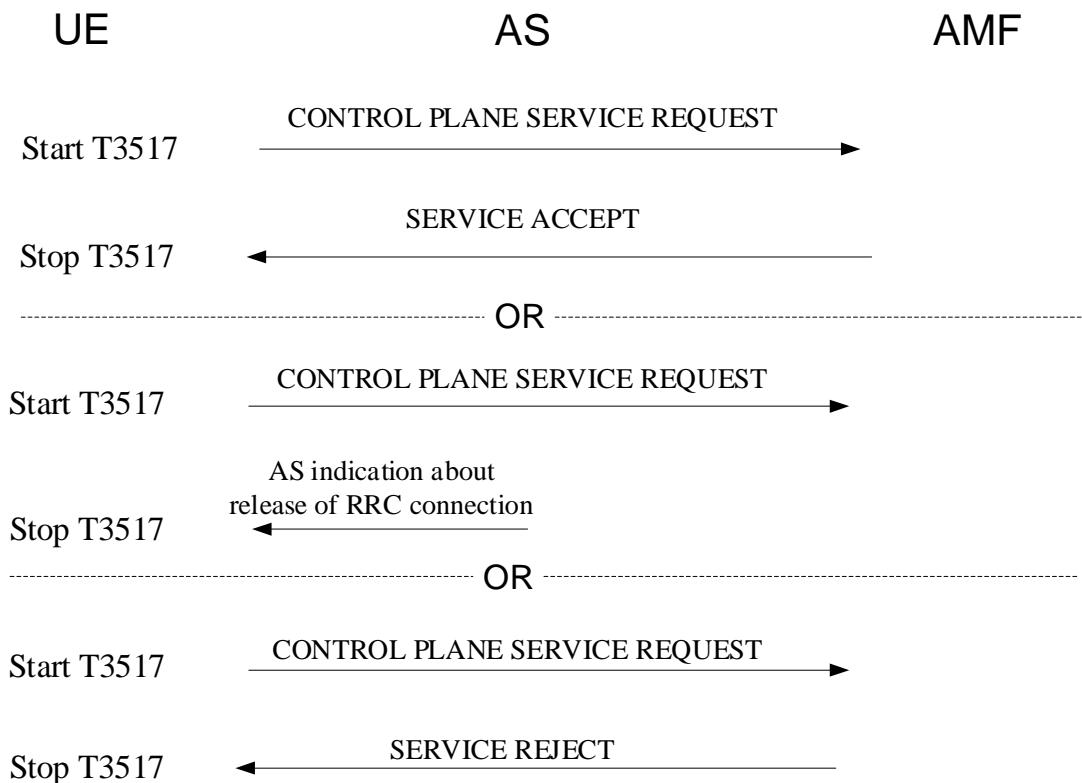 UE AS AMF
CONTROL PLANE SERVICE REQUEST
Start T3517
SERVICE ACCEPT
Stop T3517
OR
CONTROL PLANE SERVICE REQUEST
Start T3517
AS indication about
release of RRC connection
Stop T3517
OR
CONTROL PLANE SERVICE REQUEST
Start T3517
SERVICE REJECT
Stop T3517